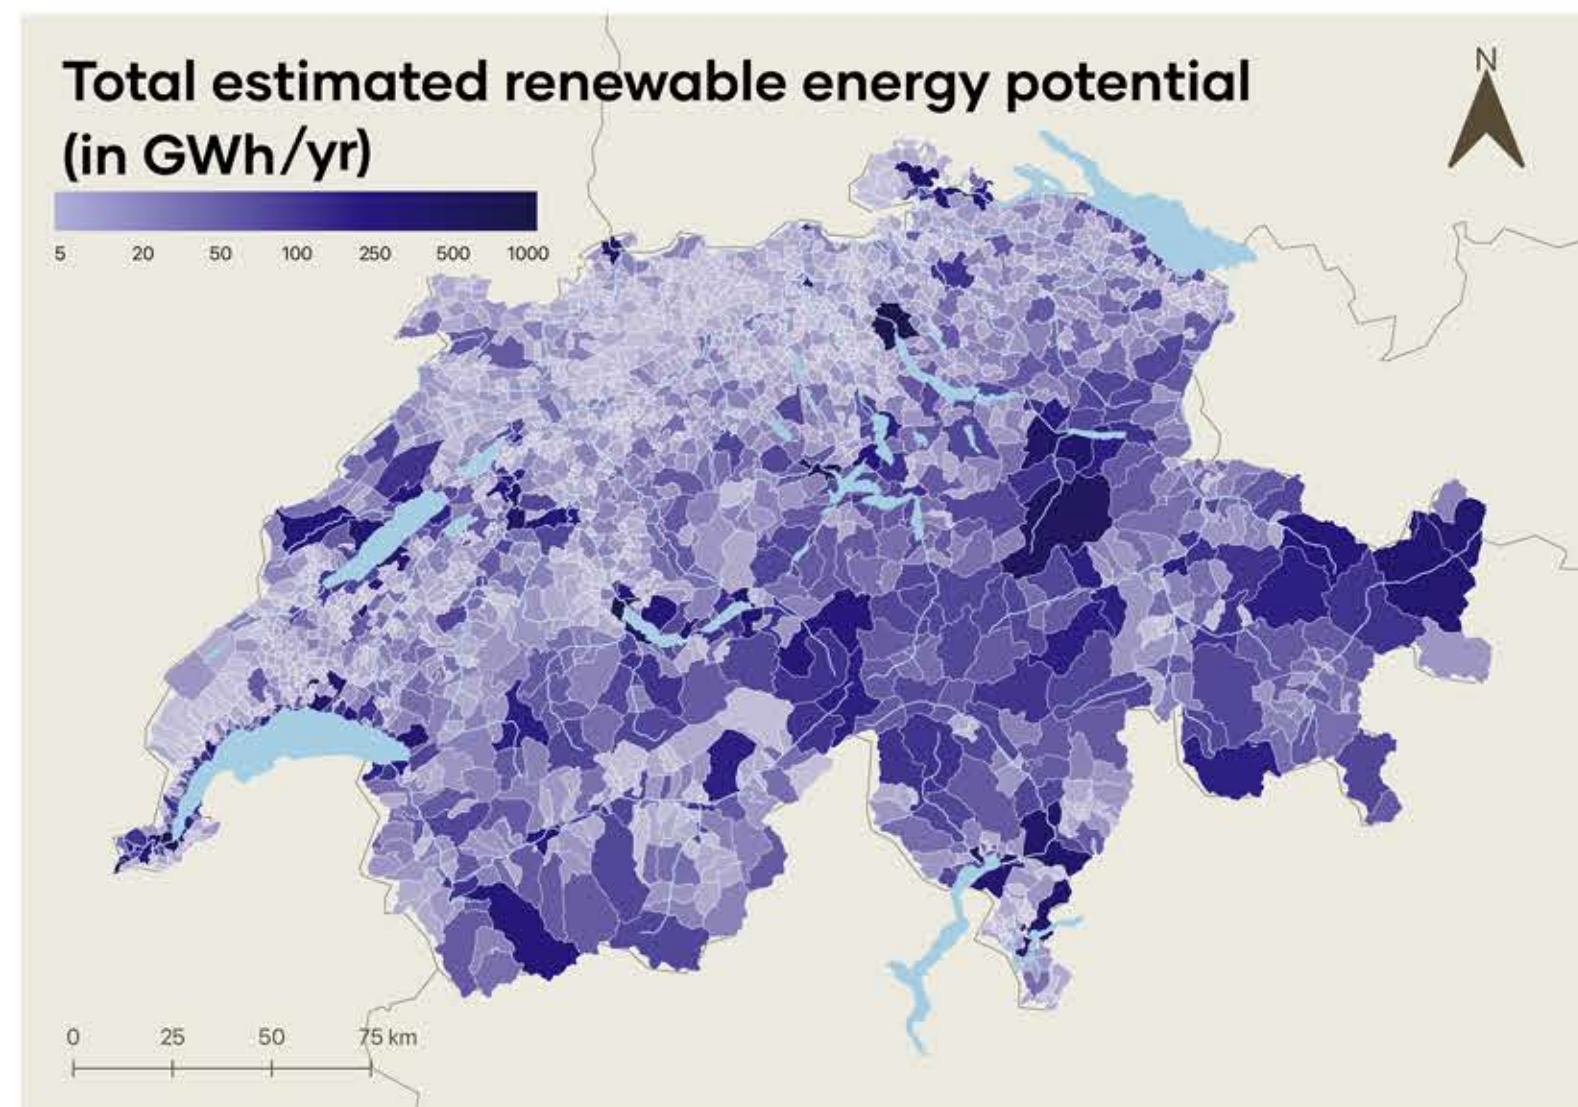 Total estimated renewable energy potential
(in GWh/yr)
N
5 20 50 100 250 500 1000
0 25 50 75 km